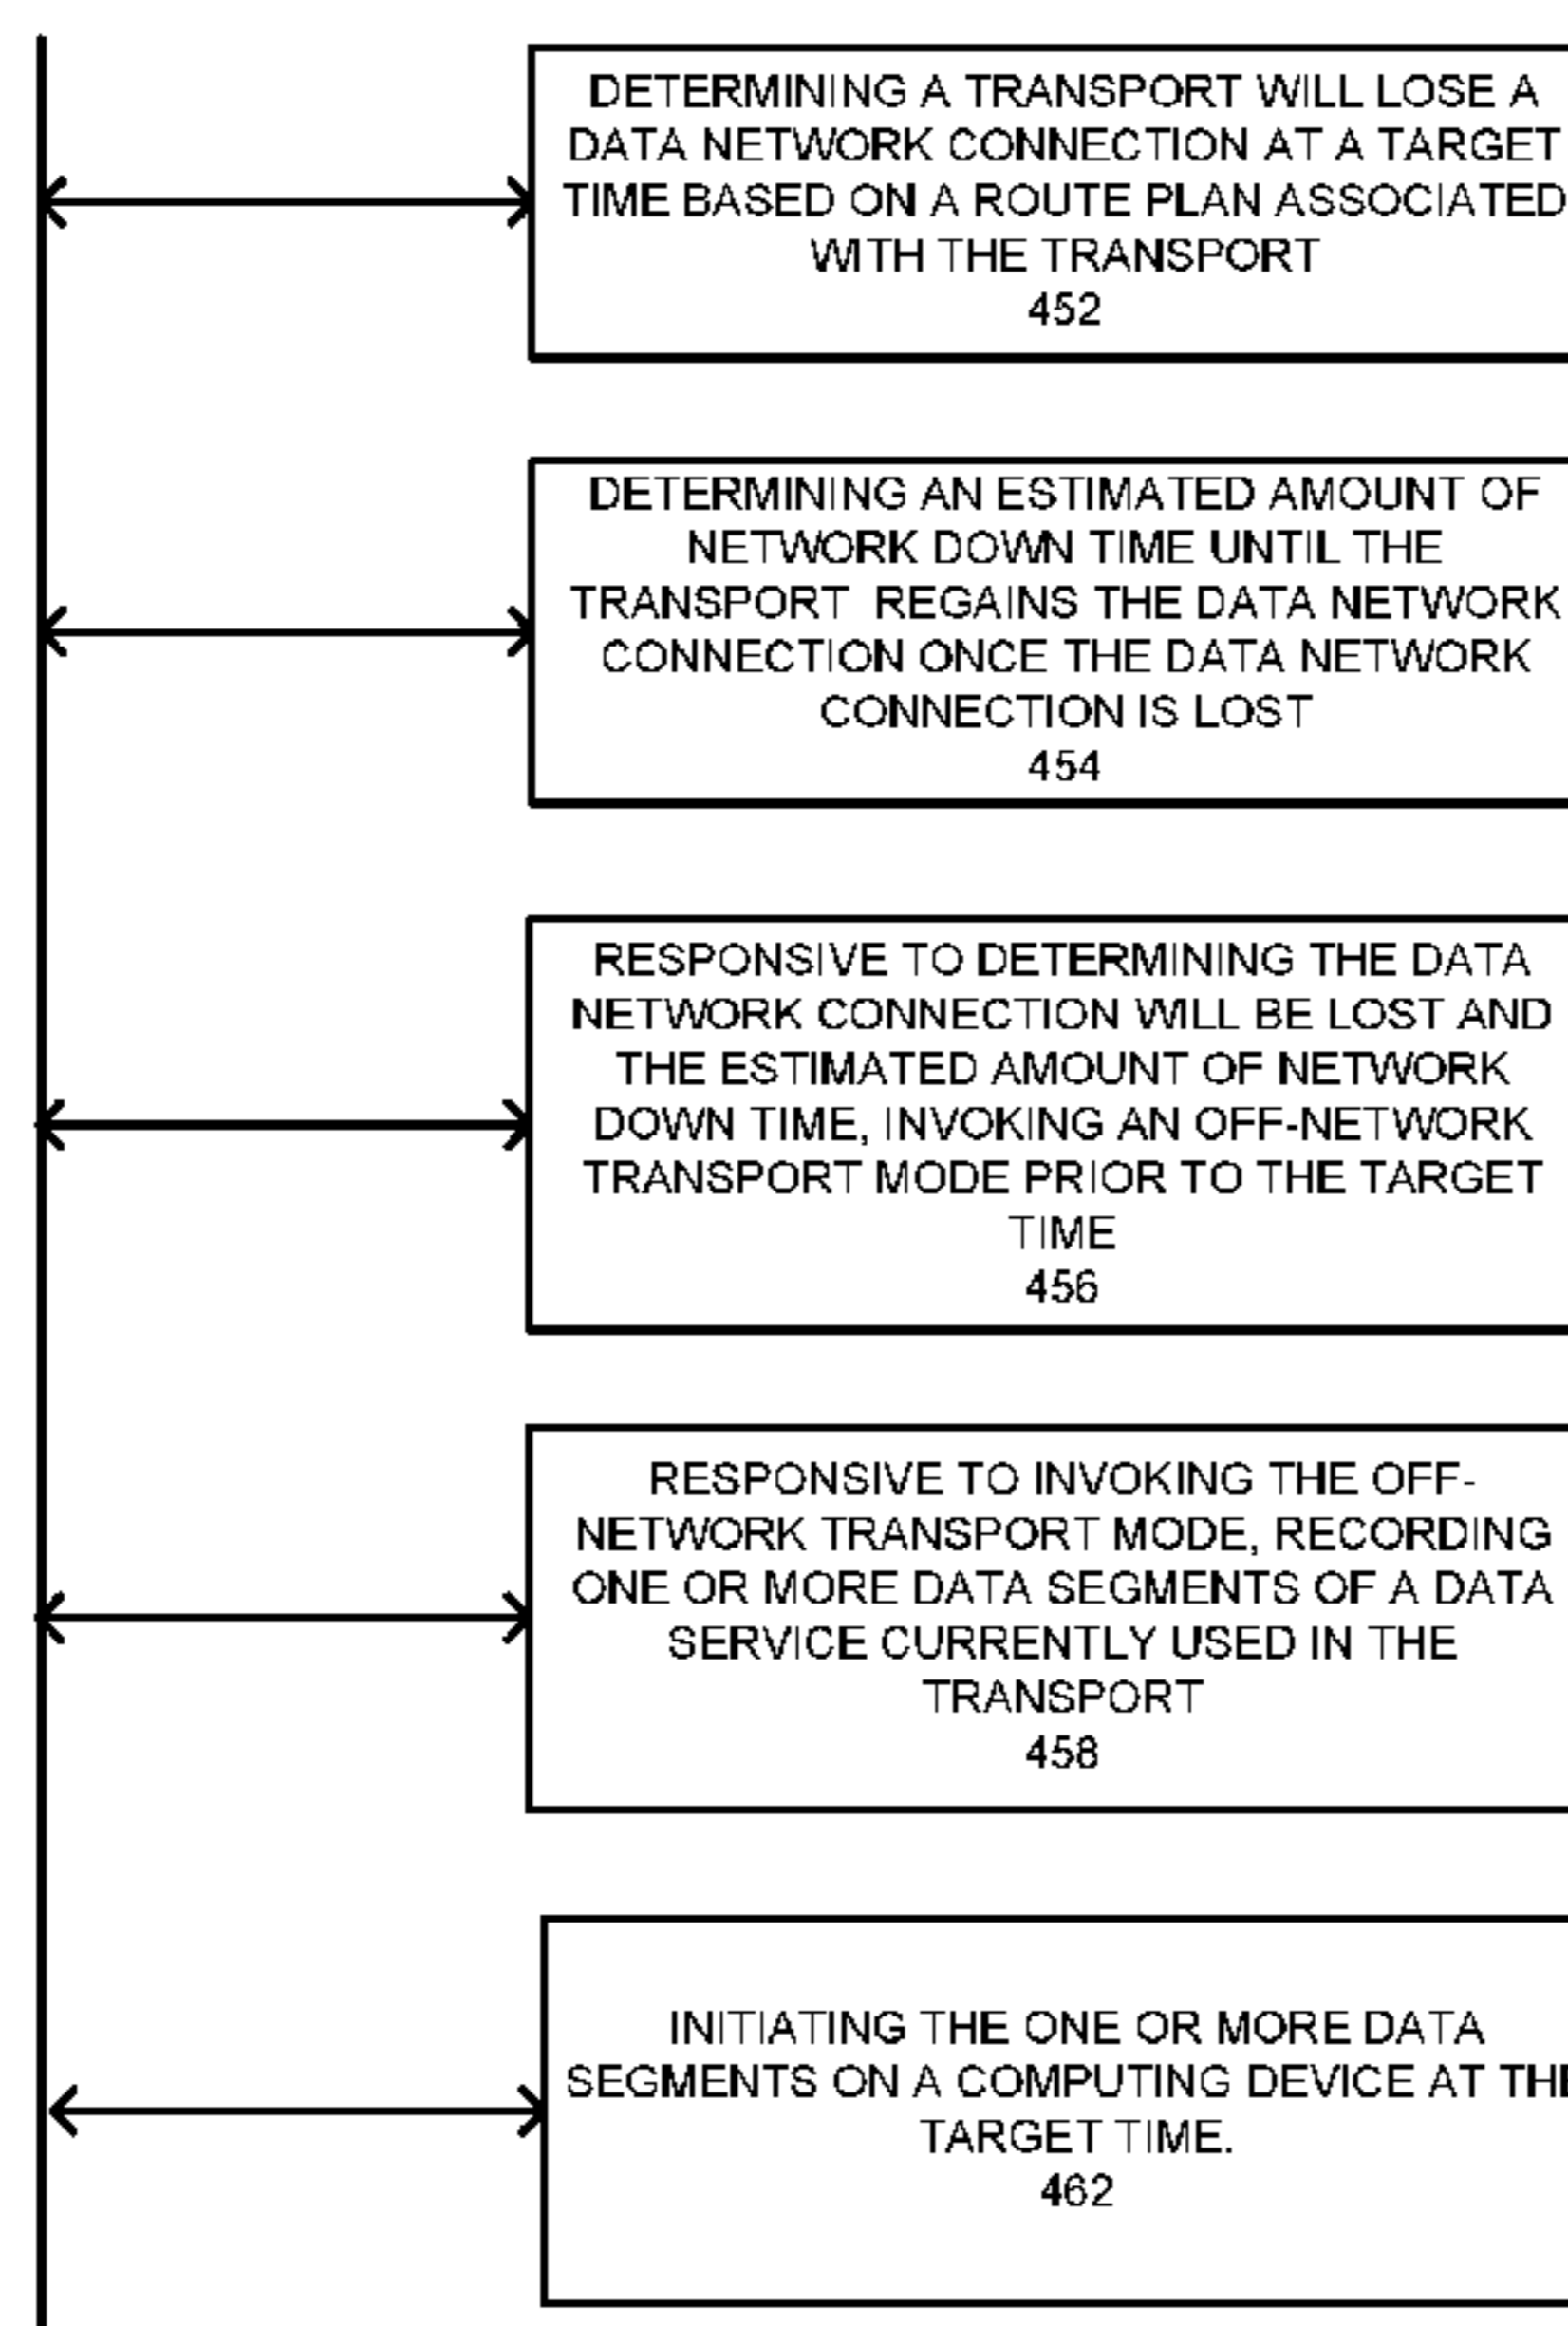 DETERMINING A TRANSPORT WILL LOSE A
DATA NETWORK CONNECTION AT A TARGET
TIME BASED ON A ROUTE PLAN ASSOCIATED
WITH THE TRANSPORT
452
DETERMINING AN ESTIMATED AMOUNT OF
NETWORK DOWN TIME UNTIL THE
TRANSPORT REGAINS THE DATA NETWORK
CONNECTION ONCE THE DATA NETWORK
CONNECTION IS LOST
454
RESPONSIVE TO DETERMINING THE DATA
NETWORK CONNECTION WILL BE LOST AND
THE ESTIMATED AMOUNT OF NETWORK
DOWN TIME, INVOKING AN OFF-NETWORK
TRANSPORT MODE PRIOR TO THE TARGET
TIME
456
RESPONSIVE TO INVOKING THE OFF-
NETWORK TRANSPORT MODE, RECORDING
ONE OR MORE DATA SEGMENTS OF A DATA
SERVICE CURRENTLY USED IN THE
TRANSPORT
458
INITIATING THE ONE OR MORE DATA
SEGMENTS ON A COMPUTING DEVICE AT THE
TARGET TIME.
462